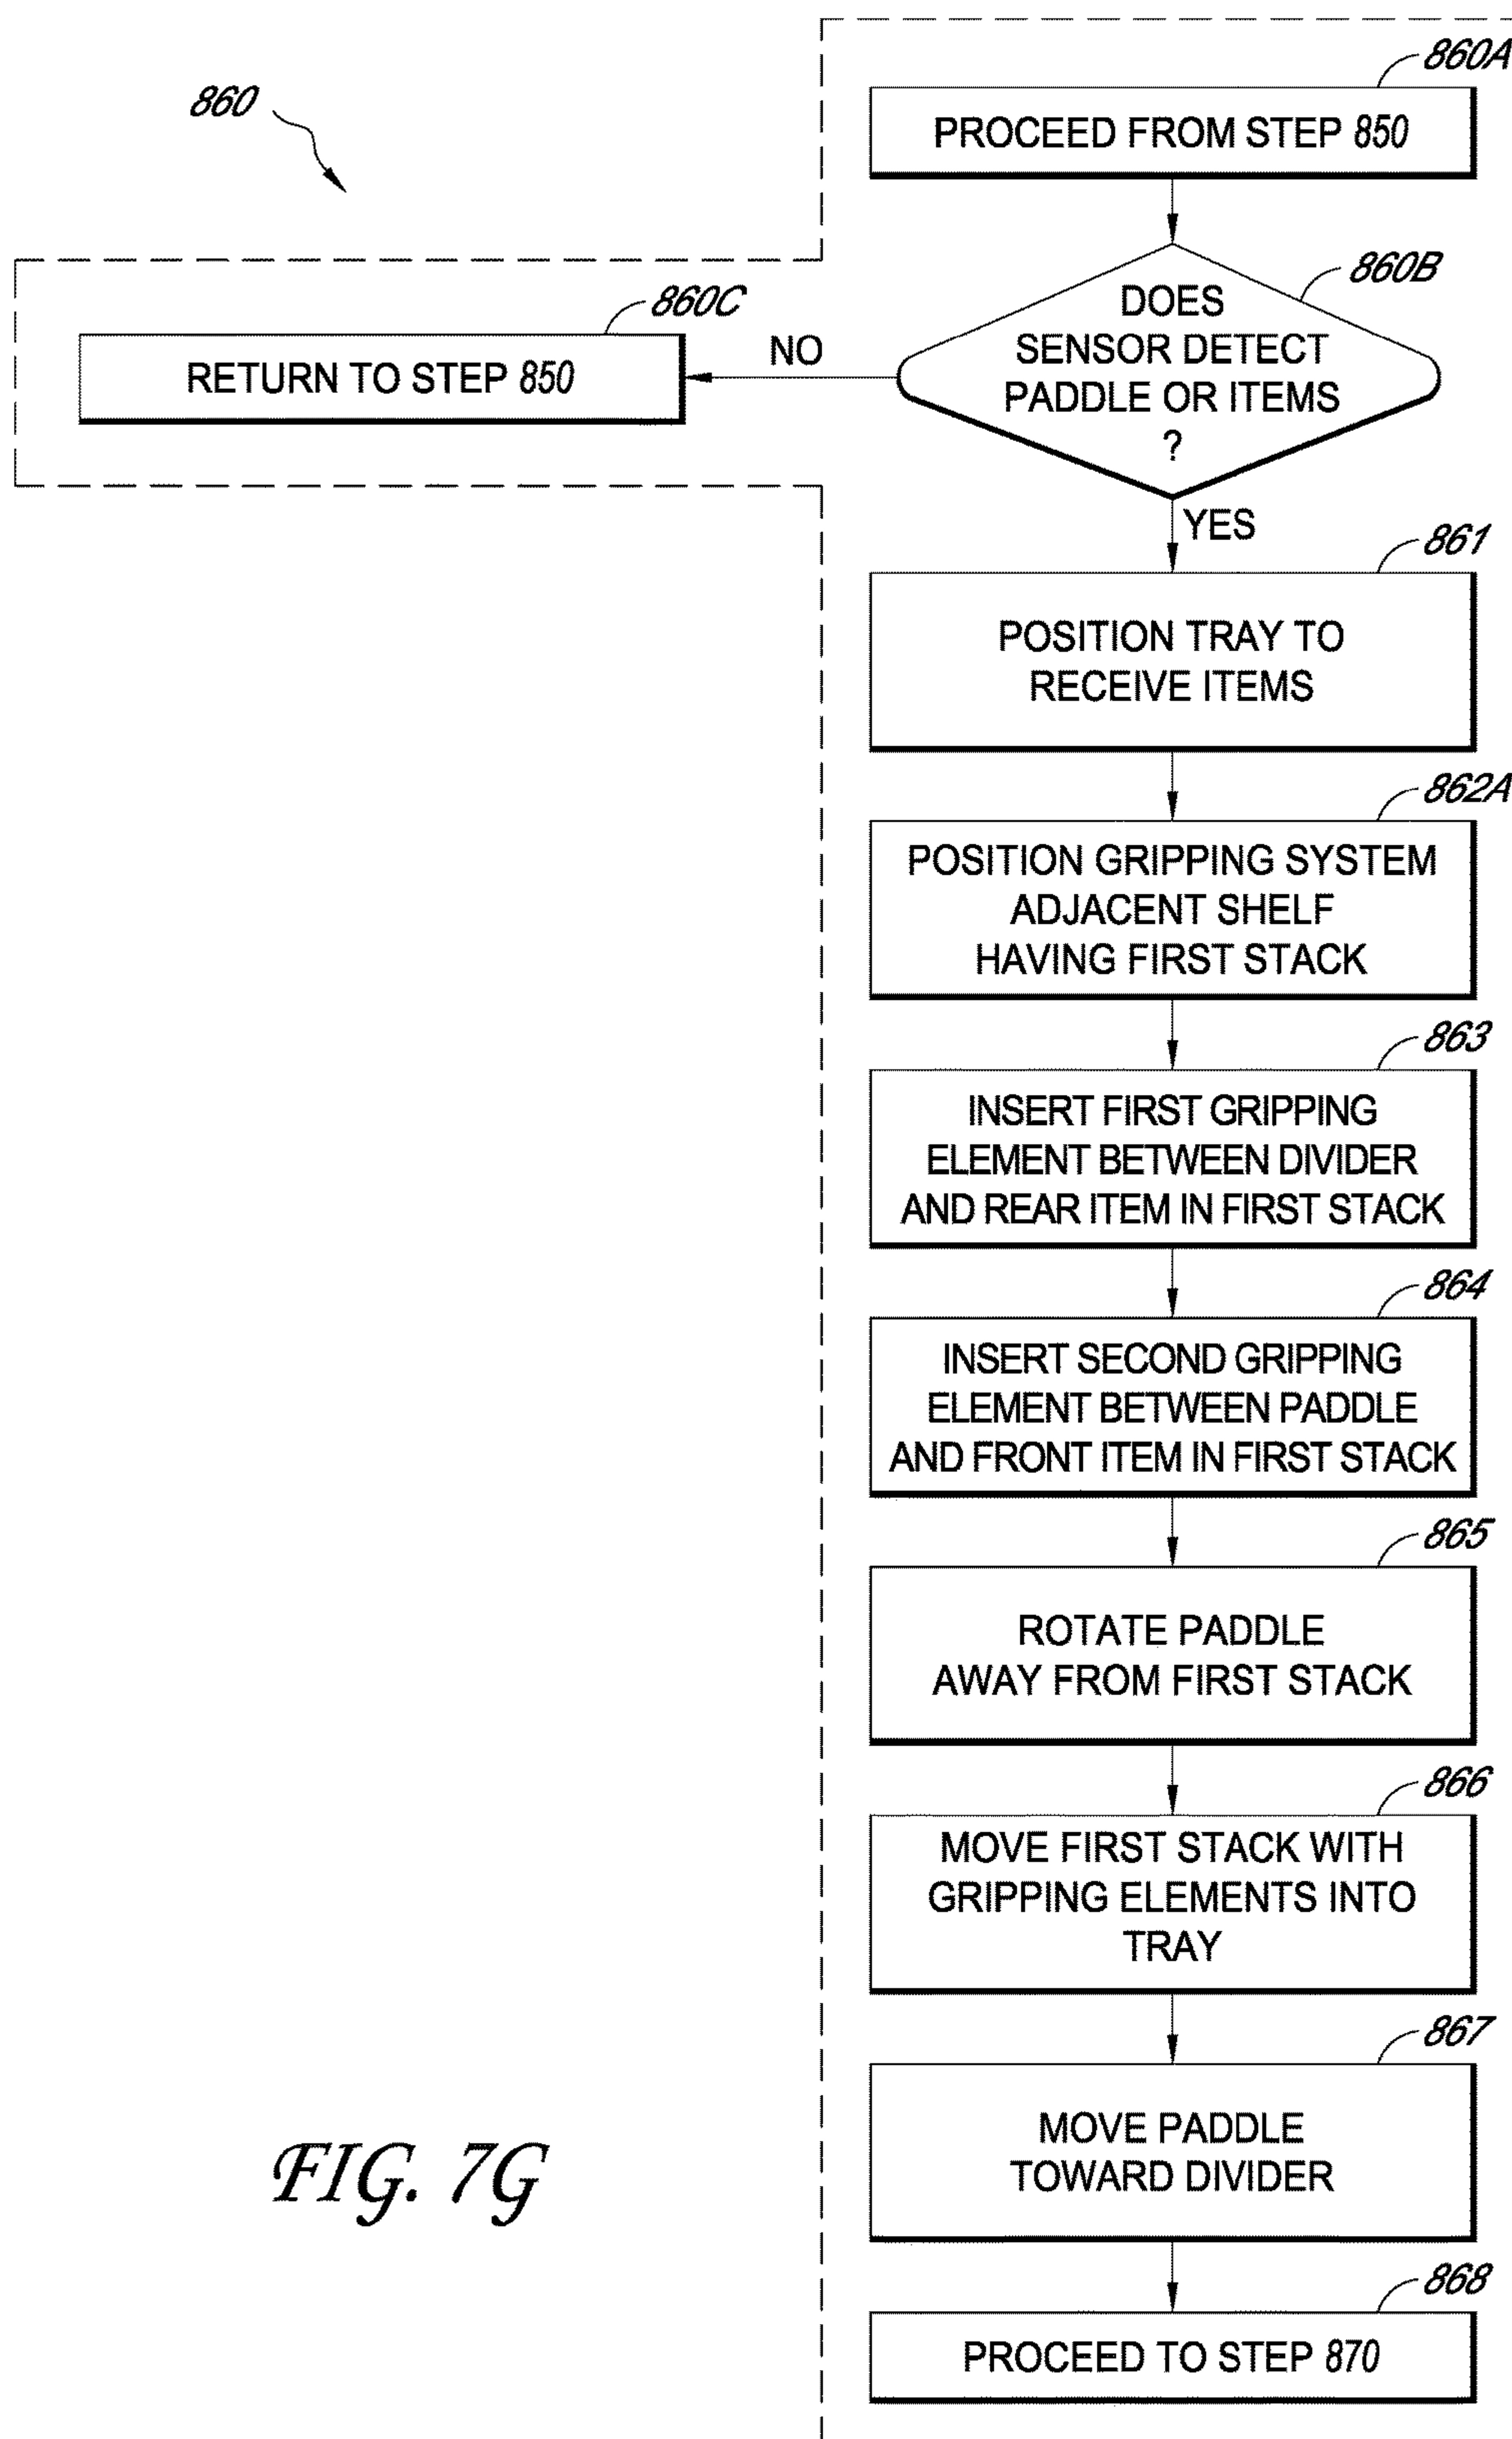 860
860A
PROCEED FROM STEP 850
860B
DOES
SENSOR DETECT
PADDLE OR ITEMS
?
NO
860C
RETURN TO STEP 850
YES
861
POSITION TRAY TO
RECEIVE ITEMS
862A
POSITION GRIPPING SYSTEM
ADJACENT SHELF
HAVING FIRST STACK
863
INSERT FIRST GRIPPING
ELEMENT BETWEEN DIVIDER
AND REAR ITEM IN FIRST STACK
864
INSERT SECOND GRIPPING
ELEMENT BETWEEN PADDLE
AND FRONT ITEM IN FIRST STACK
865
ROTATE PADDLE
AWAY FROM FIRST STACK
866
MOVE FIRST STACK WITH
GRIPPING ELEMENTS INTO
TRAY
867
MOVE PADDLE
TOWARD DIVIDER
868
PROCEED TO STEP 870
FIG. 7G